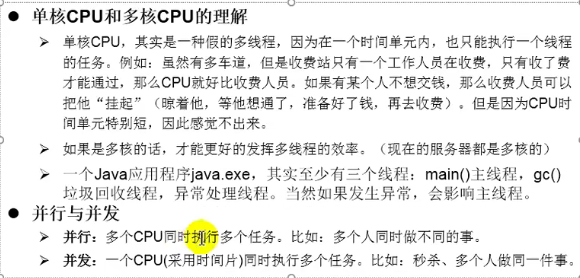 单核CPU和多核CPU的理解
单核CPU，其实是一种假的多线程，因为在一个时间单元内，也只能执行一个线程
的任务。例如：虽然有多车道，但是收费站只有一个工作人员在收费，只有收了费
才能通过，那么CPU就好比收费人员。如果有某个人不想交钱，那么收费人员可以
把他“挂起”（晾着他，等他想通了，准备好了钱，再去收费）。但是因为CPU时
间单元特别短，因此感觉不出来。
如果是多核的话，才能更好的发挥多线程的效率。（现在的服务器都是多核的）
一个Java应用程序java.exe，其实至少有三个线程：main()主线程，gc()
垃圾回收线程，异常处理线程。当然如果发生异常，会影响主线程。
并行与并发
并行：多个CPU同时执行多个任务。比如：多个人同时做不同的事。
并发：一个CPU(采用时间片)同时执行多个任务。比如：秒杀、多个人做同一件事。